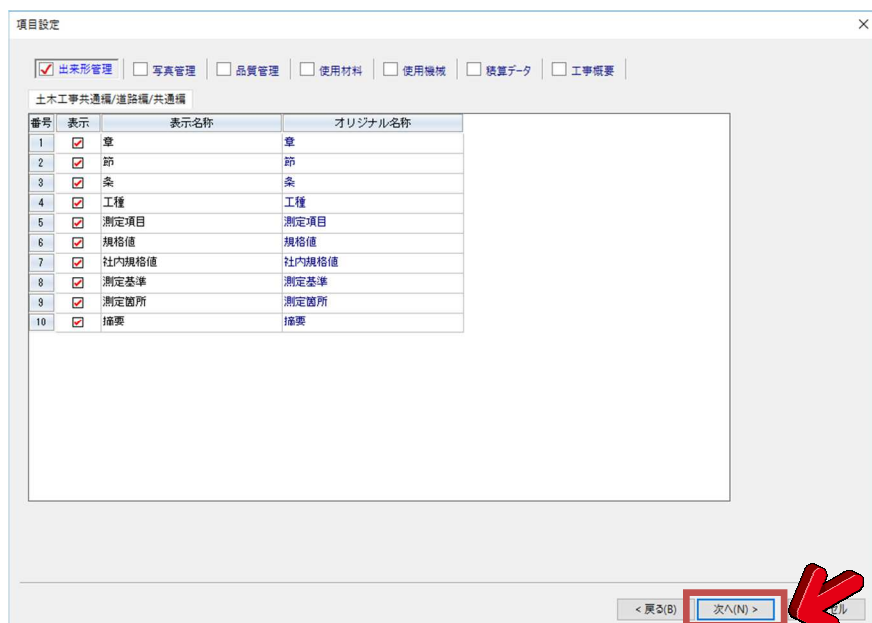 項目設定
出来形管理 写真管理 品質管理 使用材料 使用機械 積算データ 工事概要
土木工事共通編/道路編/共通編
番号 表示 表示名称 オリジナル名称
1 章 章
2 節 節
3 条 条
4 工種 工種
5 測定項目 測定項目
6 規格値 規格値
7 社内規格値 社内規格値
8 測定基準 測定基準
9 測定箇所 測定箇所
10 摘要 摘要
< 戻る(B) 次へ(N) > セル